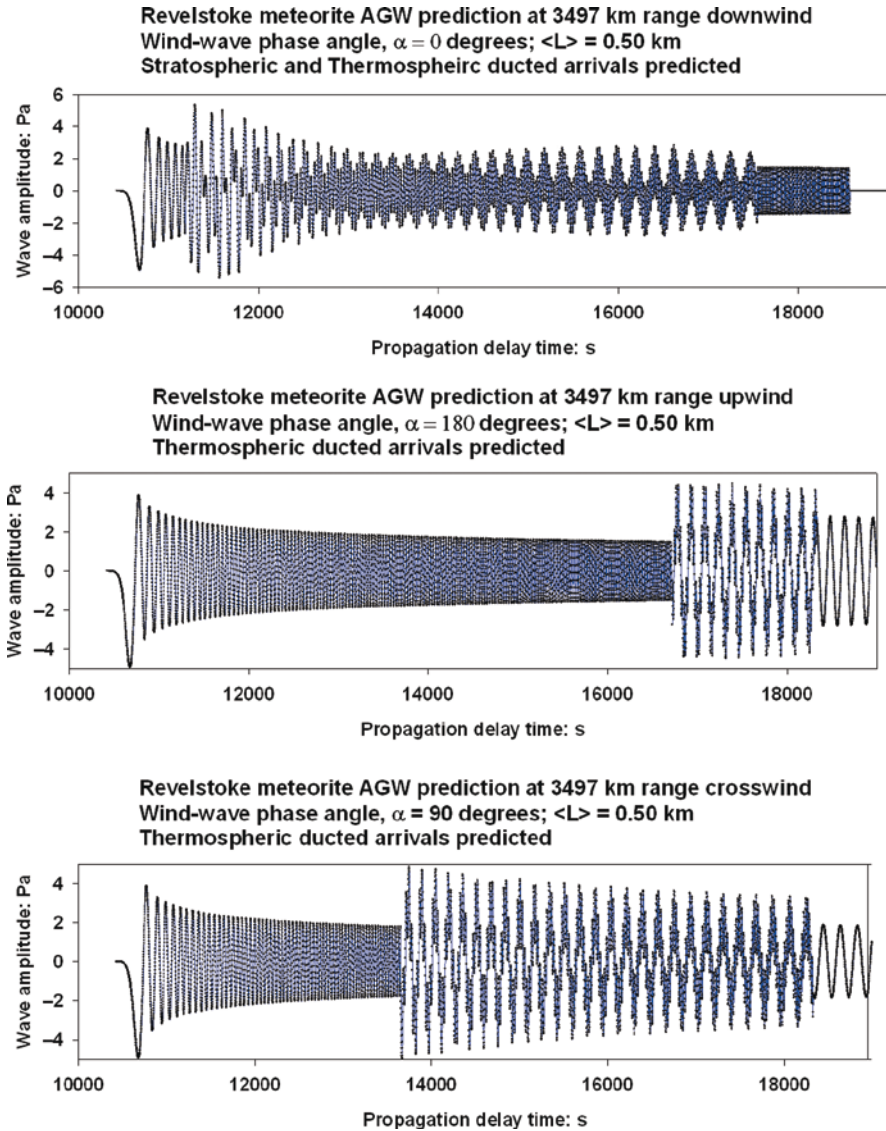 Revelstoke meteorite AGW prediction at 3497 km range downwind
Wind-wave phase angle, α = 0 degrees; <L> = 0.50 km
Stratospheric and Thermospheirc ducted arrivals predicted
6
4
2
0
−2
−4
−6
Wave amplitude: Pa
10000 12000 14000 16000 18000
Propagation delay time: s
Revelstoke meteorite AGW prediction at 3497 km range upwind
Wind-wave phase angle, α = 180 degrees; <L> = 0.50 km
Thermospheric ducted arrivals predicted
4
2
0
−2
−4
Wave amplitude: Pa
10000 12000 14000 16000 18000
Propagation delay time: s
Revelstoke meteorite AGW prediction at 3497 km range crosswind
Wind-wave phase angle, α = 90 degrees; <L> = 0.50 km
Thermospheric ducted arrivals predicted
4
2
0
−2
−4
Wave amplitude: Pa
10000 12000 14000 16000 18000
Propagation delay time: s